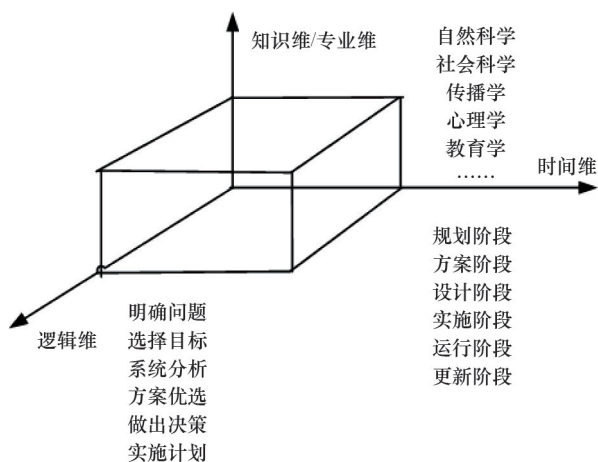 知识维/专业维
自然科学
社会科学
传播学
心理学
教育学
……
时间维
规划阶段
方案阶段
设计阶段
实施阶段
运行阶段
更新阶段
逻辑维
明确问题
选择目标
系统分析
方案优选
做出决策
实施计划